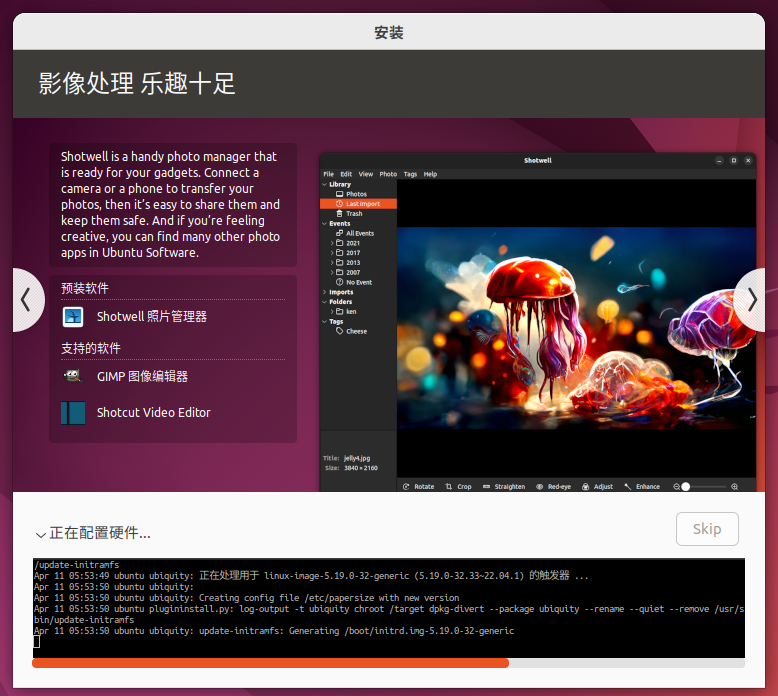 安装
影像处理 乐趣十足
Shotwell is a handy photo manager that
is ready for your gadgets. Connect a
camera or a phone to transfer your
photos, then it's easy to share them and
keep them safe. And if you're feeling
creative, you can find many other photo
apps in Ubuntu Software.
预装软件
Shotwell 照片管理器
支持的软件
GIMP 图像编辑器
Shotcut Video Editor
Shotwell
File Edit View Photo Tags Help
Library
Photos
Last Import
Trash
Events
All Events
2021
2017
2013
2007
No Event
Imports
Folders
ken
Tags
Cheese
Title: jelly4.jpg
Size: 3840 × 2160
Rotate Crop Straighten Red-eye Adjust Enhance
正在配置硬件...
Skip
/update-initramfs
Apr 11 05:53:49 ubuntu ubiquity: 正在处理用于 linux-image-5.19.0-32-generic (5.19.0-32.33~22.04.1) 的触发器 ...
Apr 11 05:53:50 ubuntu ubiquity:
Apr 11 05:53:50 ubuntu ubiquity: Creating config file /etc/papersize with new version
Apr 11 05:53:50 ubuntu plugininstall.py: log-output -t ubiquity chroot /target dpkg-divert --package ubiquity --rename --quiet --remove /usr/s
bin/update-initramfs
Apr 11 05:53:50 ubuntu ubiquity: update-initramfs: Generating /boot/initrd.img-5.19.0-32-generic